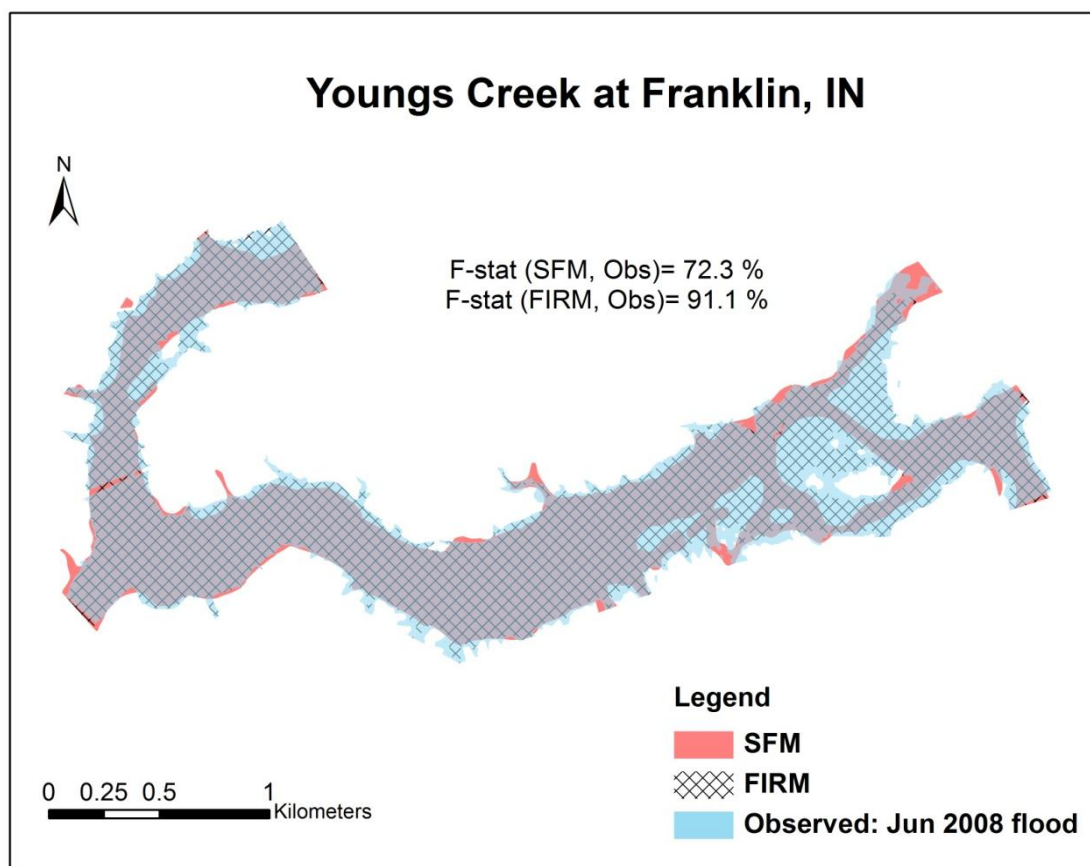 Youngs Creek at Franklin, IN
N
F-stat (SFM, Obs)= 72.3 %
F-stat (FIRM, Obs)= 91.1 %
Legend
SFM
FIRM
Observed: Jun 2008 flood
0 0.25 0.5 1
Kilometers